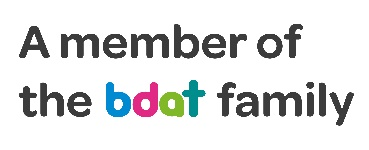 A member of
the bdat family